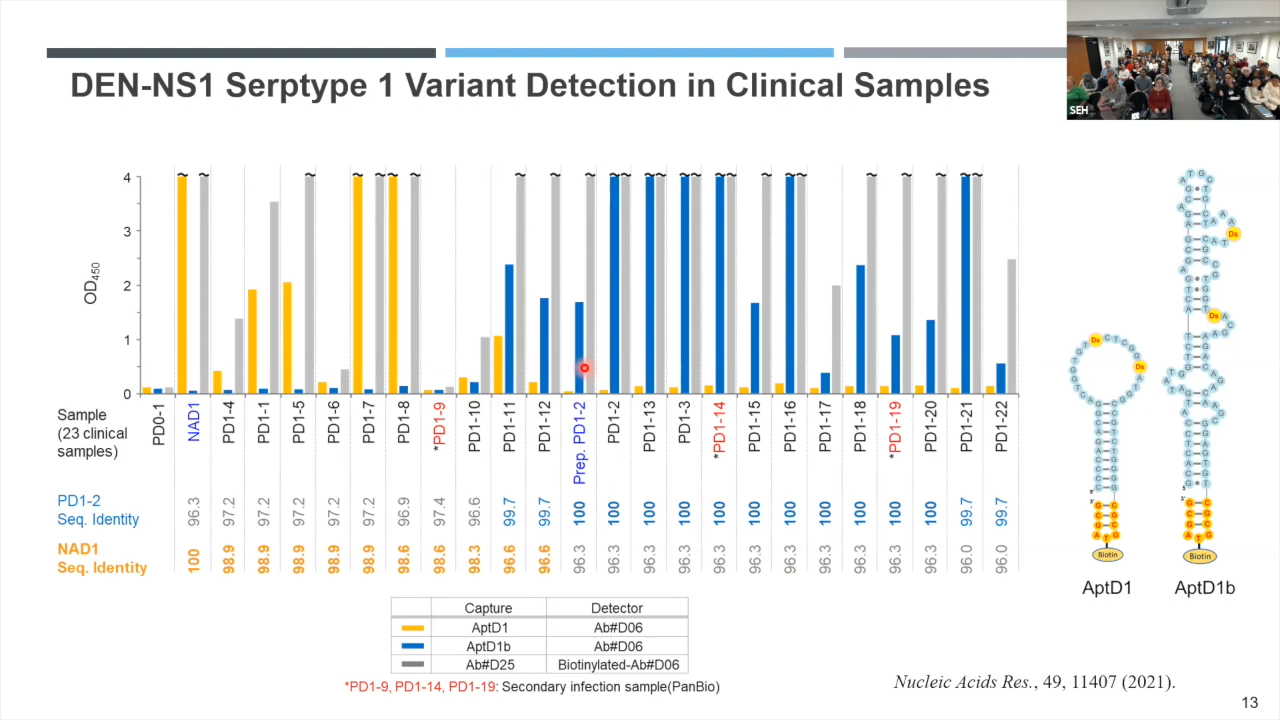 DEN-NS1 Serptype 1 Variant Detection in Clinical Samples
SEH
4
3
2
1
0
OD450
Sample
(23 clinical
samples)
PD0-1
NAD1
PD1-4
PD1-1
PD1-5
PD1-6
PD1-7
PD1-8
*PD1-9
PD1-10
PD1-11
PD1-12
Prep. PD1-2
PD1-2
PD1-13
PD1-3
*PD1-14
PD1-15
PD1-16
PD1-17
PD1-18
*PD1-19
PD1-20
PD1-21
PD1-22
PD1-2
Seq. Identity
96.3 97.2 97.2 97.2 97.2 97.2 96.9 97.4 96.6 99.7 99.7 100 100 100 100 100 100 100 100 100 100 100 99.7 99.7
NAD1
Seq. Identity
100 98.9 98.9 98.9 98.9 98.9 98.6 98.6 98.3 96.6 96.6 96.3 96.3 96.3 96.3 96.3 96.3 96.3 96.3 96.3 96.3 96.3 96.0 96.0
Capture Detector
AptD1 Ab#D06
AptD1b Ab#D06
Ab#D25 Biotinylated-Ab#D06
*PD1-9, PD1-14, PD1-19: Secondary infection sample(PanBio)
Ds
Ds
5'
3'
Biotin
AptD1
Ds
Ds
5'
3'
Biotin
AptD1b
Nucleic Acids Res., 49, 11407 (2021).
13